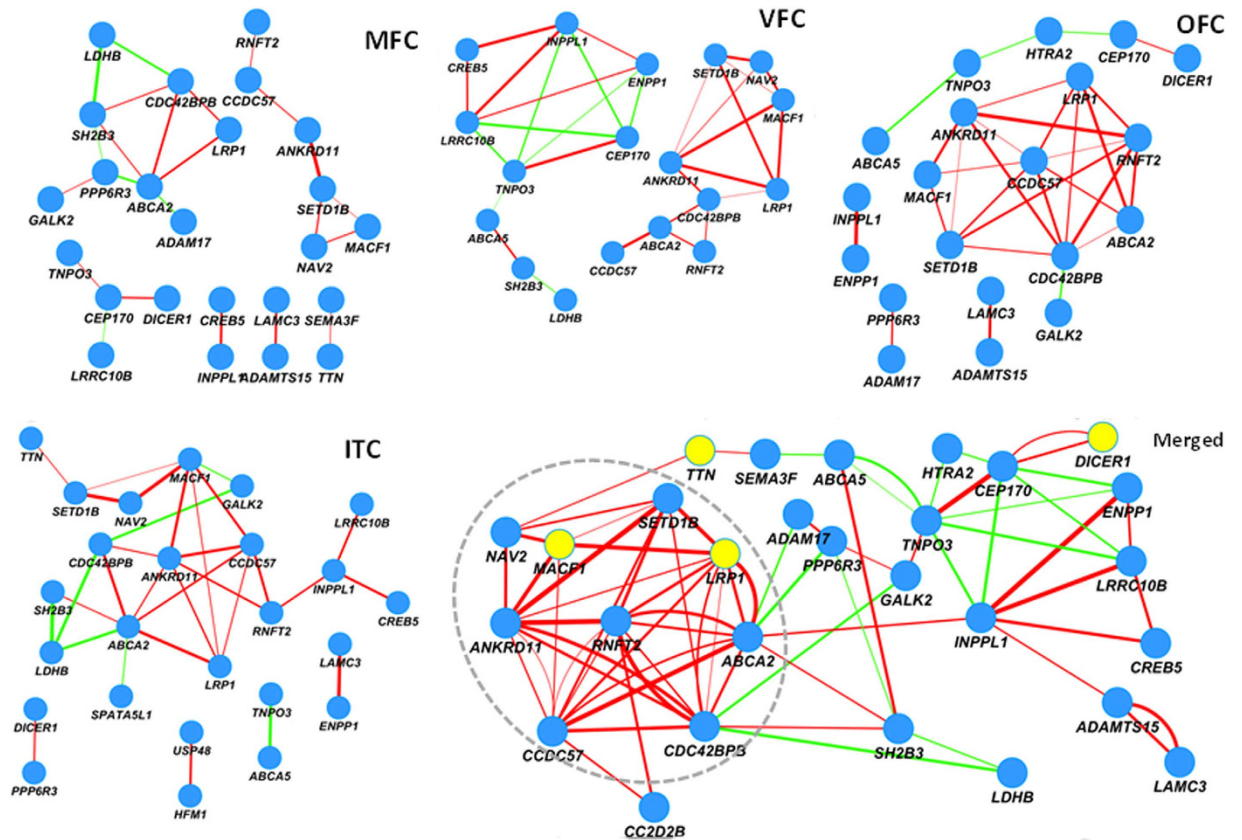 MFC
LDHB
RNFT2
CDC42BPB
CCDC57
SH2B3
LRP1
ANKRD11
PPP6R3
ABCA2
GALK2
ADAM17
SETD1B
MACF1
NAV2
TNPO3
CEP170
DICER1
CREB5
LAMC3
SEMA3F
LRRC10B
INPPL1
ADAMTS15
TTN
VFC
INPPL1
CREB5
ENPP1
SETD1B
NAV2
MACF1
LRRC10B
CEP170
TNPO3
ANKRD11
LRP1
CDC42BPB
ABCA5
ABCA2
CCDC57
RNFT2
SH2B3
LDHB
OFC
HTRA2
CEP170
DICER1
TNPO3
LRP1
ANKRD11
RNFT2
ABCA5
CCDC57
MACF1
INPPL1
ABCA2
SETD1B
CDC42BPB
ENPP1
PPP6R3
LAMC3
GALK2
ADAM17
ADAMTS15
ITC
TTN
MACF1
SETD1B
NAV2
GALK2
LRRC10B
CDC42BPB
ANKRD11
CCDC57
INPPL1
SH2B3
RNFT2
CREB5
ABCA2
LDHB
LRP1
LAMC3
SPATA5L1
ENPP1
DICER1
TNPO3
USP48
ABCA5
PPP6R3
HFM1
Merged
TTN
SEMA3F
ABCA5
HTRA2
CEP170
DICER1
SETD1B
ADAM17
ENPP1
NAV2
MACF1
LRP1
PPP6R3
TNPO3
GALK2
LRRC10B
ANKRD11
RNFT2
ABCA2
INPPL1
CREB5
CCDC57
CDC42BPB
SH2B3
ADAMTS15
LDHB
LAMC3
CC2D2B